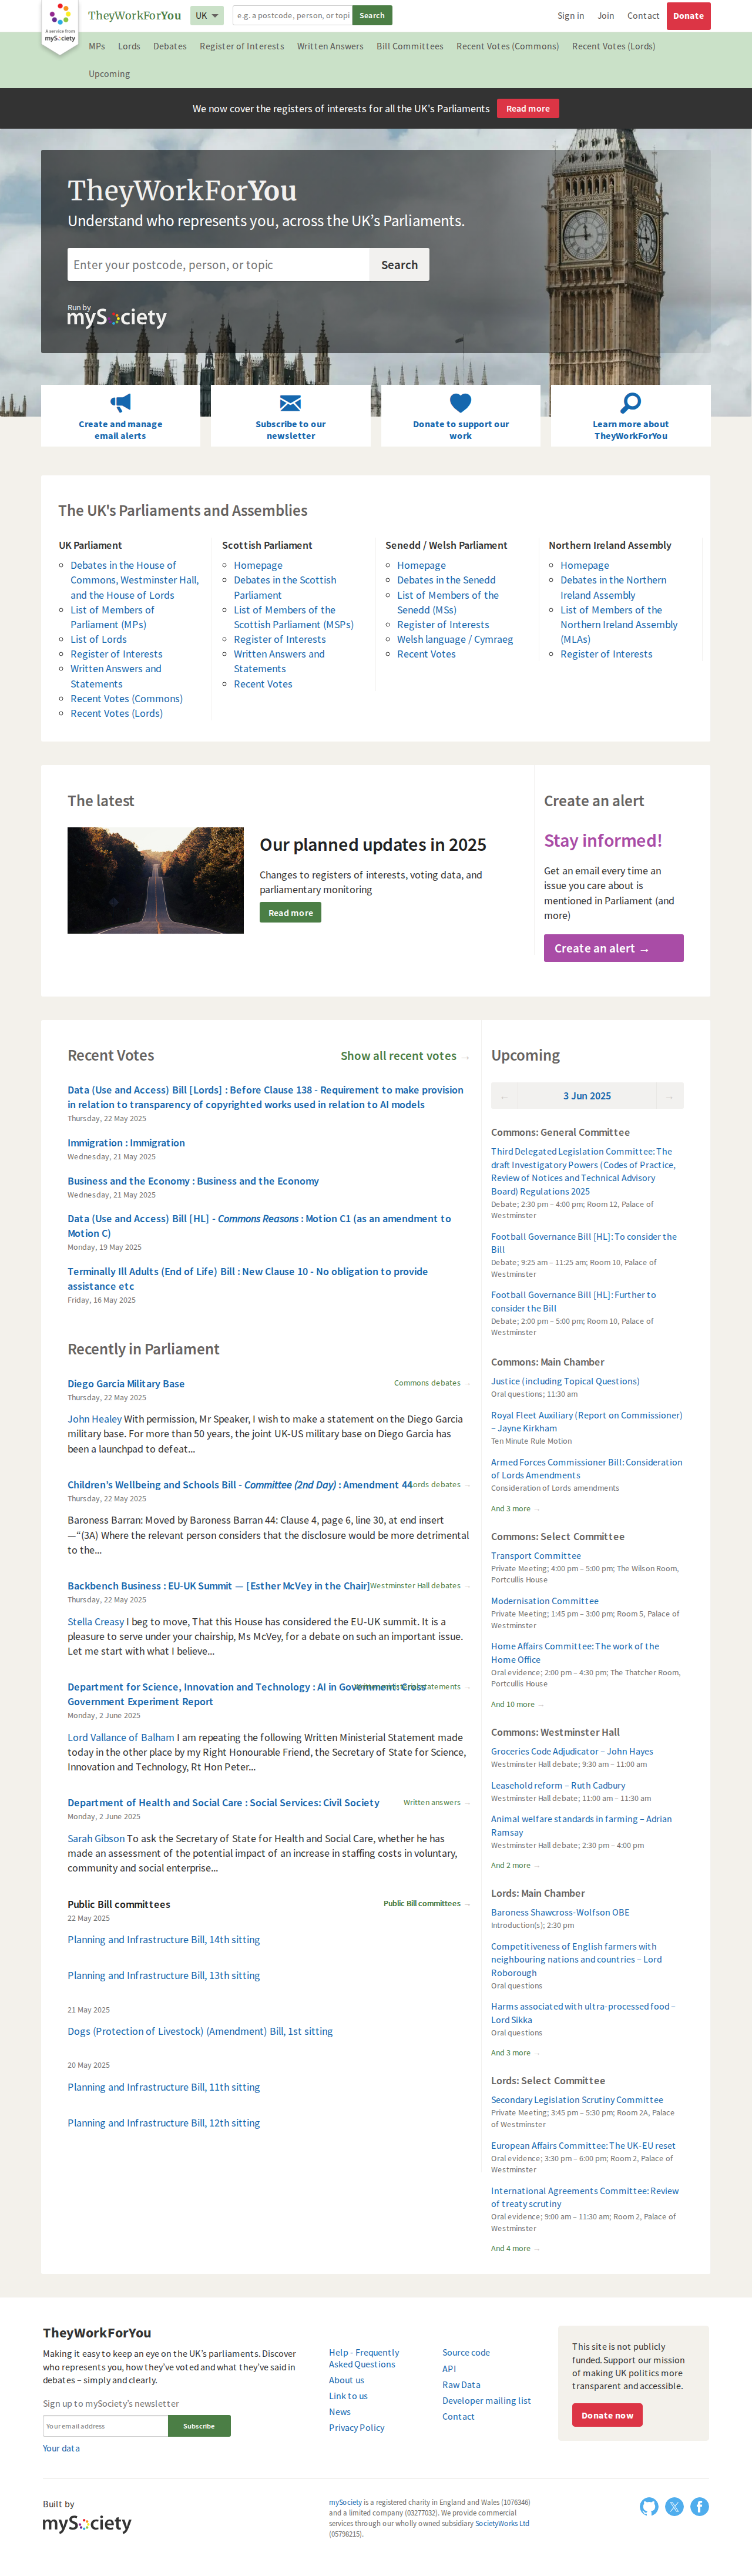 TheyWorkForYou
UK
e.g. a postcode, person, or topi
Search
Sign in
Join
Contact
Donate
A service from
mySociety
MPs
Lords
Debates
Register of Interests
Written Answers
Bill Committees
Recent Votes (Commons)
Recent Votes (Lords)
Upcoming
We now cover the registers of interests for all the UK's Parliaments
Read more
TheyWorkForYou
Understand who represents you, across the UK's Parliaments.
Enter your postcode, person, or topic
Search
Run by
mySociety
Create and manage
email alerts
Subscribe to our
newsletter
Donate to support our
work
Learn more about
TheyWorkForYou
The UK's Parliaments and Assemblies
UK Parliament
Debates in the House of
Commons, Westminster Hall,
and the House of Lords
List of Members of
Parliament (MPs)
List of Lords
Register of Interests
Written Answers and
Statements
Recent Votes (Commons)
Recent Votes (Lords)
Scottish Parliament
Homepage
Debates in the Scottish
Parliament
List of Members of the
Scottish Parliament (MSPs)
Register of Interests
Written Answers and
Statements
Recent Votes
Senedd / Welsh Parliament
Homepage
Debates in the Senedd
List of Members of the
Senedd (MSs)
Register of Interests
Welsh language / Cymraeg
Recent Votes
Northern Ireland Assembly
Homepage
Debates in the Northern
Ireland Assembly
List of Members of the
Northern Ireland Assembly
(MLAs)
Register of Interests
The latest
Our planned updates in 2025
Changes to registers of interests, voting data, and
parliamentary monitoring
Read more
Create an alert
Stay informed!
Get an email every time an
issue you care about is
mentioned in Parliament (and
more)
Create an alert →
Recent Votes
Show all recent votes →
Data (Use and Access) Bill [Lords] : Before Clause 138 - Requirement to make provision
in relation to transparency of copyrighted works used in relation to AI models
Thursday, 22 May 2025
Immigration : Immigration
Wednesday, 21 May 2025
Business and the Economy : Business and the Economy
Wednesday, 21 May 2025
Data (Use and Access) Bill [HL] - Commons Reasons : Motion C1 (as an amendment to
Motion C)
Monday, 19 May 2025
Terminally Ill Adults (End of Life) Bill : New Clause 10 - No obligation to provide
assistance etc
Friday, 16 May 2025
Recently in Parliament
Diego Garcia Military Base
Commons debates →
Thursday, 22 May 2025
John Healey With permission, Mr Speaker, I wish to make a statement on the Diego Garcia
military base. For more than 50 years, the joint UK-US military base on Diego Garcia has
been a launchpad to defeat...
Children's Wellbeing and Schools Bill - Committee (2nd Day) : Amendment 44
Lords debates →
Thursday, 22 May 2025
Baroness Barran: Moved by Baroness Barran 44: Clause 4, page 6, line 30, at end insert
—“(3A) Where the relevant person considers that the disclosure would be more detrimental
to the...
Backbench Business : EU-UK Summit — [Esther McVey in the Chair]
Westminster Hall debates →
Thursday, 22 May 2025
Stella Creasy I beg to move, That this House has considered the EU-UK summit. It is a
pleasure to serve under your chairship, Ms McVey, for a debate on such an important issue.
Let me start with what I believe...
Department for Science, Innovation and Technology : AI in Government: Cross
Written ministerial statements →
Government Experiment Report
Monday, 2 June 2025
Lord Vallance of Balham I am repeating the following Written Ministerial Statement made
today in the other place by my Right Honourable Friend, the Secretary of State for Science,
Innovation and Technology, Rt Hon Peter...
Department of Health and Social Care : Social Services: Civil Society
Written answers →
Monday, 2 June 2025
Sarah Gibson To ask the Secretary of State for Health and Social Care, whether he has
made an assessment of the potential impact of an increase in staffing costs in voluntary,
community and social enterprise...
Public Bill committees
Public Bill committees →
22 May 2025
Planning and Infrastructure Bill, 14th sitting
Planning and Infrastructure Bill, 13th sitting
21 May 2025
Dogs (Protection of Livestock) (Amendment) Bill, 1st sitting
20 May 2025
Planning and Infrastructure Bill, 11th sitting
Planning and Infrastructure Bill, 12th sitting
Upcoming
← 3 Jun 2025 →
Commons: General Committee
Third Delegated Legislation Committee: The
draft Investigatory Powers (Codes of Practice,
Review of Notices and Technical Advisory
Board) Regulations 2025
Debate; 2:30 pm – 4:00 pm; Room 12, Palace of
Westminster
Football Governance Bill [HL]: To consider the
Bill
Debate; 9:25 am – 11:25 am; Room 10, Palace of
Westminster
Football Governance Bill [HL]: Further to
consider the Bill
Debate; 2:00 pm – 5:00 pm; Room 10, Palace of
Westminster
Commons: Main Chamber
Justice (including Topical Questions)
Oral questions; 11:30 am
Royal Fleet Auxiliary (Report on Commissioner)
– Jayne Kirkham
Ten Minute Rule Motion
Armed Forces Commissioner Bill: Consideration
of Lords Amendments
Consideration of Lords amendments
And 3 more →
Commons: Select Committee
Transport Committee
Private Meeting; 4:00 pm – 5:00 pm; The Wilson Room,
Portcullis House
Modernisation Committee
Private Meeting; 1:45 pm – 3:00 pm; Room 5, Palace of
Westminster
Home Affairs Committee: The work of the
Home Office
Oral evidence; 2:00 pm – 4:30 pm; The Thatcher Room,
Portcullis House
And 10 more →
Commons: Westminster Hall
Groceries Code Adjudicator – John Hayes
Westminster Hall debate; 9:30 am – 11:00 am
Leasehold reform – Ruth Cadbury
Westminster Hall debate; 11:00 am – 11:30 am
Animal welfare standards in farming – Adrian
Ramsay
Westminster Hall debate; 2:30 pm – 4:00 pm
And 2 more →
Lords: Main Chamber
Baroness Shawcross-Wolfson OBE
Introduction(s); 2:30 pm
Competitiveness of English farmers with
neighbouring nations and countries – Lord
Roborough
Oral questions
Harms associated with ultra-processed food –
Lord Sikka
Oral questions
And 3 more →
Lords: Select Committee
Secondary Legislation Scrutiny Committee
Private Meeting; 3:45 pm – 5:30 pm; Room 2A, Palace
of Westminster
European Affairs Committee: The UK-EU reset
Oral evidence; 3:30 pm – 6:00 pm; Room 2, Palace of
Westminster
International Agreements Committee: Review
of treaty scrutiny
Oral evidence; 9:00 am – 11:30 am; Room 2, Palace of
Westminster
And 4 more →
TheyWorkForYou
Making it easy to keep an eye on the UK's parliaments. Discover
who represents you, how they've voted and what they've said in
debates – simply and clearly.
Sign up to mySociety's newsletter
Your email address
Subscribe
Your data
Help - Frequently
Asked Questions
About us
Link to us
News
Privacy Policy
Source code
API
Raw Data
Developer mailing list
Contact
This site is not publicly
funded. Support our mission
of making UK politics more
transparent and accessible.
Donate now
Built by
mySociety
mySociety is a registered charity in England and Wales (1076346)
and a limited company (03277032). We provide commercial
services through our wholly owned subsidiary SocietyWorks Ltd
(05798215).